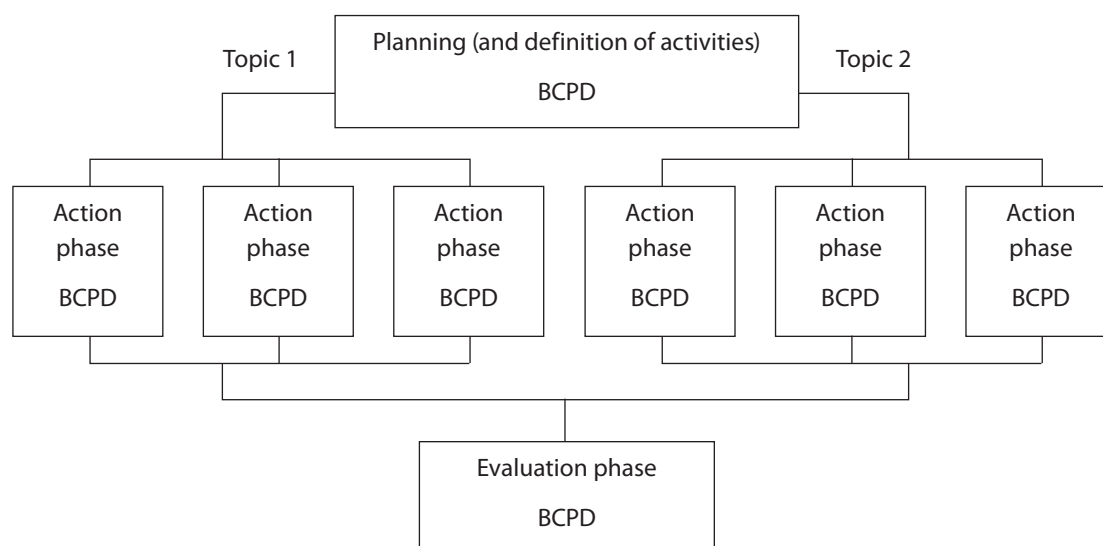 Planning (and definition of activities)
BCPD
Topic 1
Topic 2
Action
phase
BCPD
Action
phase
BCPD
Action
phase
BCPD
Action
phase
BCPD
Action
phase
BCPD
Action
phase
BCPD
Evaluation phase
BCPD